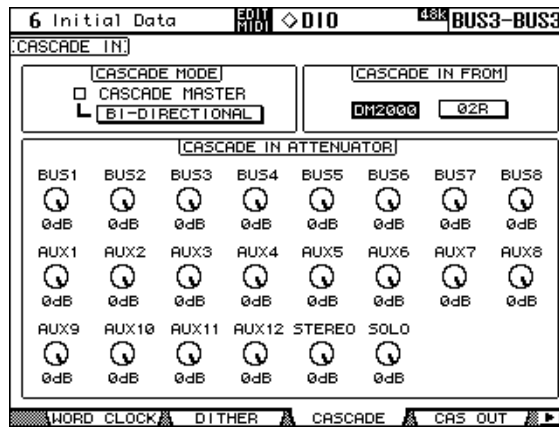 6 Initial Data EDIT MIDI ◇DIO 48K BUS3-BUS3
CASCADE IN
CASCADE MODE CASCADE IN FROM
CASCADE MASTER
BI-DIRECTIONAL DM2000 02R
CASCADE IN ATTENUATOR
BUS1 BUS2 BUS3 BUS4 BUS5 BUS6 BUS7 BUS8
0dB 0dB 0dB 0dB 0dB 0dB 0dB 0dB
AUX1 AUX2 AUX3 AUX4 AUX5 AUX6 AUX7 AUX8
0dB 0dB 0dB 0dB 0dB 0dB 0dB 0dB
AUX9 AUX10 AUX11 AUX12 STEREO SOLO
0dB 0dB 0dB 0dB 0dB 0dB
WORD CLOCK DITHER CASCADE CAS OUT